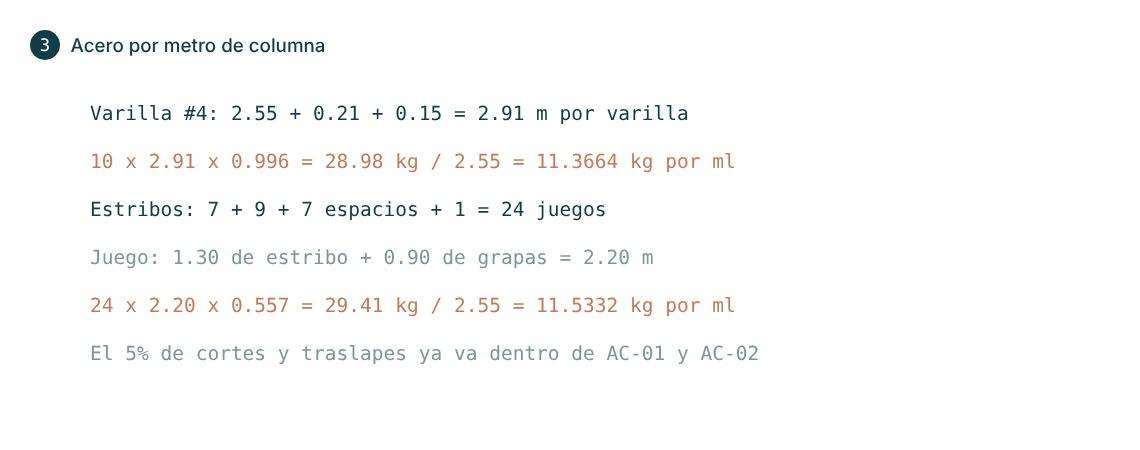 3 Acero por metro de columna
Varilla #4: 2.55 + 0.21 + 0.15 = 2.91 m por varilla
10 x 2.91 x 0.996 = 28.98 kg / 2.55 = 11.3664 kg por ml
Estribos: 7 + 9 + 7 espacios + 1 = 24 juegos
Juego: 1.30 de estribo + 0.90 de grapas = 2.20 m
24 x 2.20 x 0.557 = 29.41 kg / 2.55 = 11.5332 kg por ml
El 5% de cortes y traslapes ya va dentro de AC-01 y AC-02